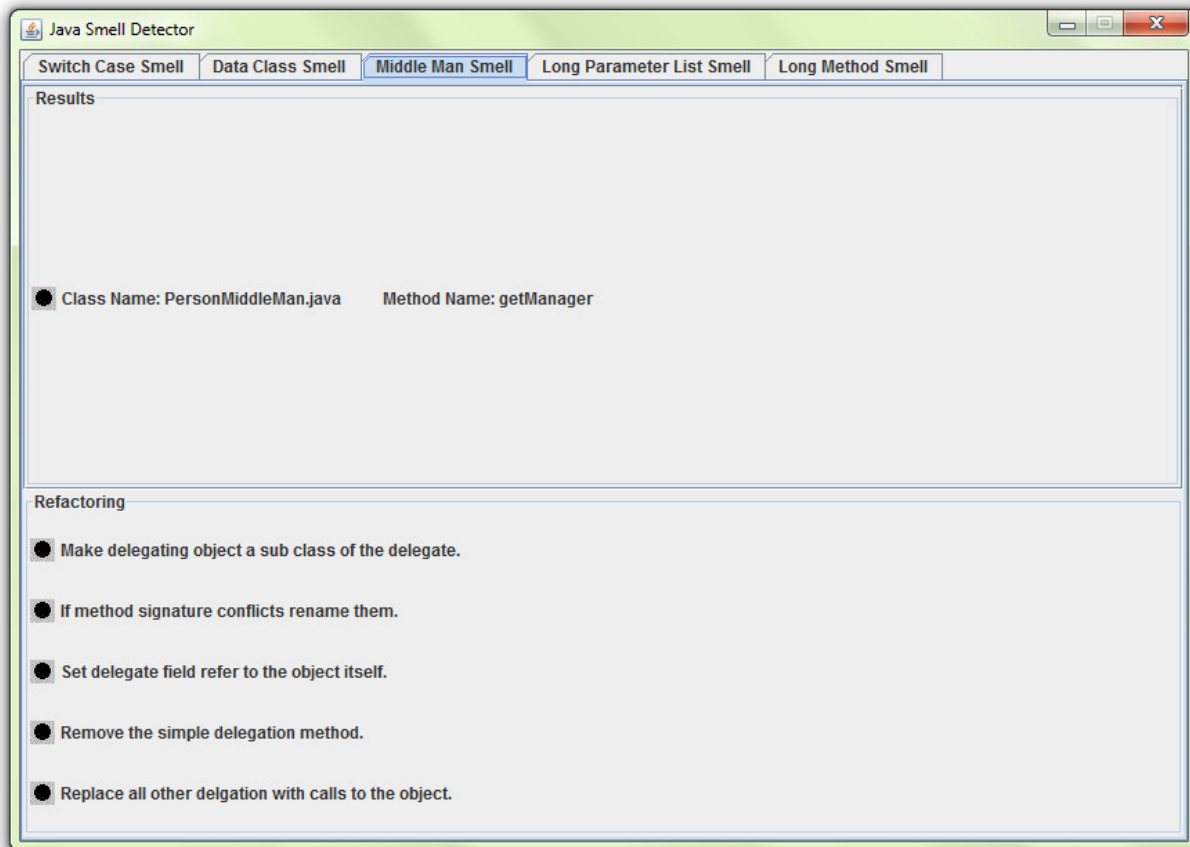 Java Smell Detector
Switch Case Smell Data Class Smell Middle Man Smell Long Parameter List Smell Long Method Smell
Results
Class Name: PersonMiddleMan.java Method Name: getManager
Refactoring
Make delegating object a sub class of the delegate.
If method signature conflicts rename them.
Set delegate field refer to the object itself.
Remove the simple delegation method.
Replace all other delgation with calls to the object.